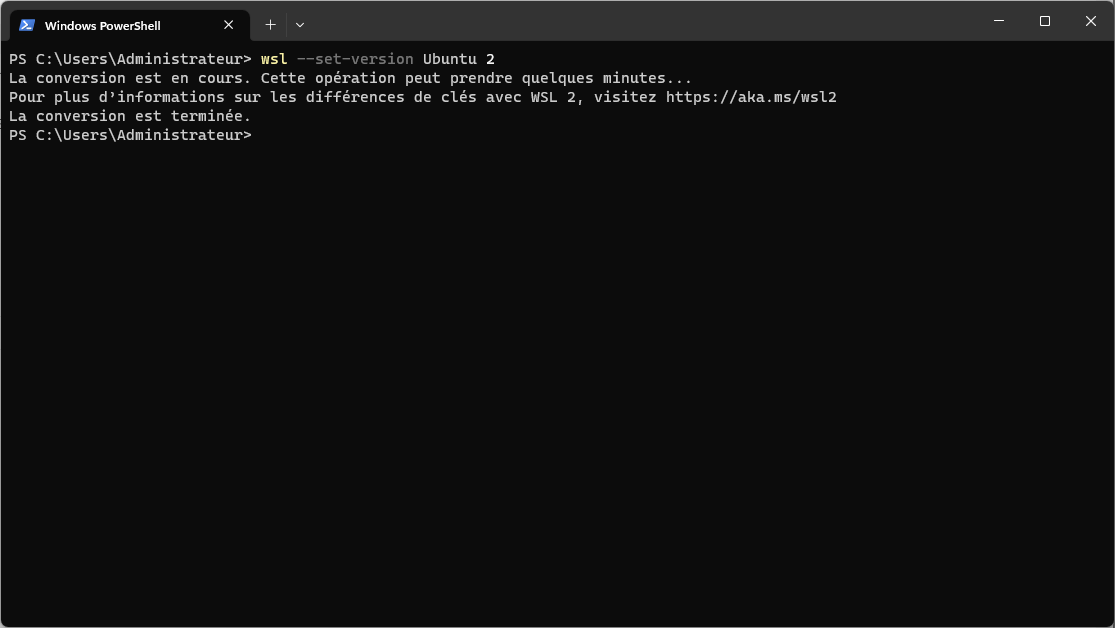 Windows PowerShell
PS C:\Users\Administrateur> wsl --set-version Ubuntu 2
La conversion est en cours. Cette opération peut prendre quelques minutes...
Pour plus d’informations sur les différences de clés avec WSL 2, visitez https://aka.ms/wsl2
La conversion est terminée.
PS C:\Users\Administrateur>